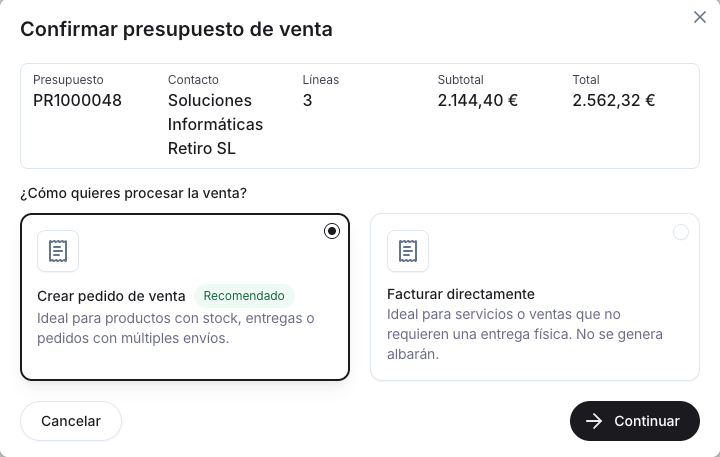 Confirmar presupuesto de venta
Presupuesto
PR1000048
Contacto
Soluciones
Informáticas
Retiro SL
Líneas
3
Subtotal
2.144,40 €
Total
2.562,32 €
¿Cómo quieres procesar la venta?
Crear pedido de venta Recomendado
Ideal para productos con stock, entregas o
pedidos con múltiples envíos.
Facturar directamente
Ideal para servicios o ventas que no
requieren una entrega física. No se genera
albarán.
Cancelar
Continuar